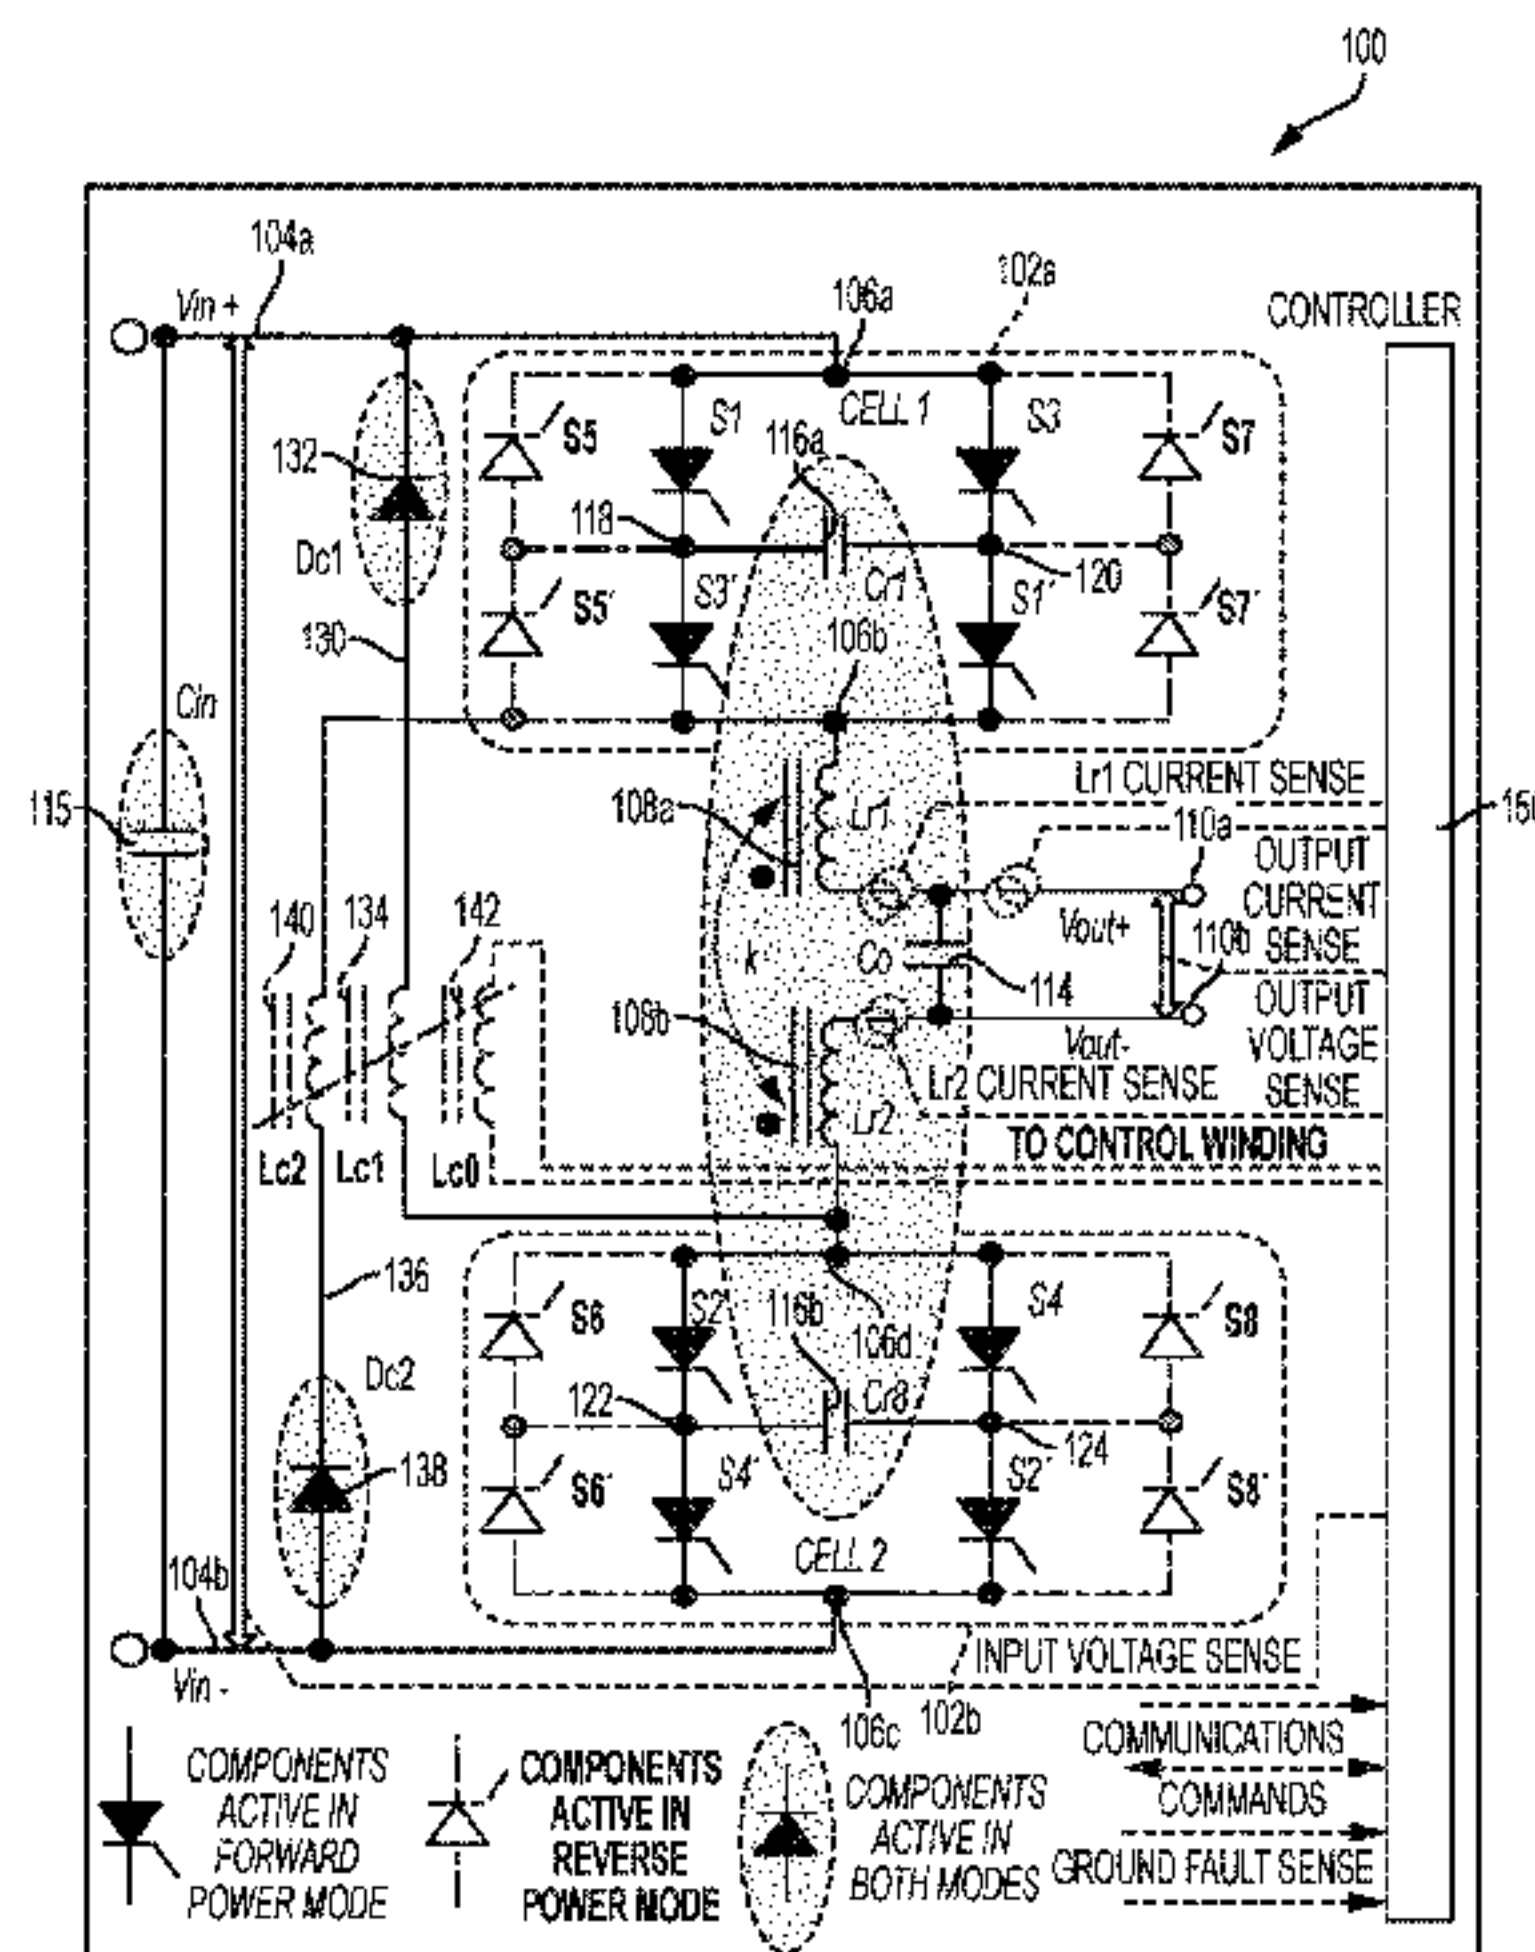 100
104a
Vin +
106a
102a
CONTROLLER
CELL 1
S5
S1
S3
S7
116a
132
118
Dc1
Cr1
120
S5´
S3´
S1´
S7´
130
106b
Cin
Lr1 CURRENT SENSE
115
108a
Lr1
110a
OUTPUT
CURRENT
SENSE
140
134
142
k
Co
Vout+
110b
114
108b
Vout-
OUTPUT
VOLTAGE
SENSE
Lr2
Lr2 CURRENT SENSE
TO CONTROL WINDING
Lc2
Lc1
Lc0
136
S6
S2
116b
106d
S4
S8
Dc2
122
Cr8
124
138
S6´
S4´
S2´
S8´
CELL 2
104b
Vin -
INPUT VOLTAGE SENSE
106c
102b
COMPONENTS
ACTIVE IN
FORWARD
POWER MODE
COMPONENTS
ACTIVE IN
REVERSE
POWER MODE
COMPONENTS
ACTIVE IN
BOTH MODES
COMMUNICATIONS
COMMANDS
GROUND FAULT SENSE